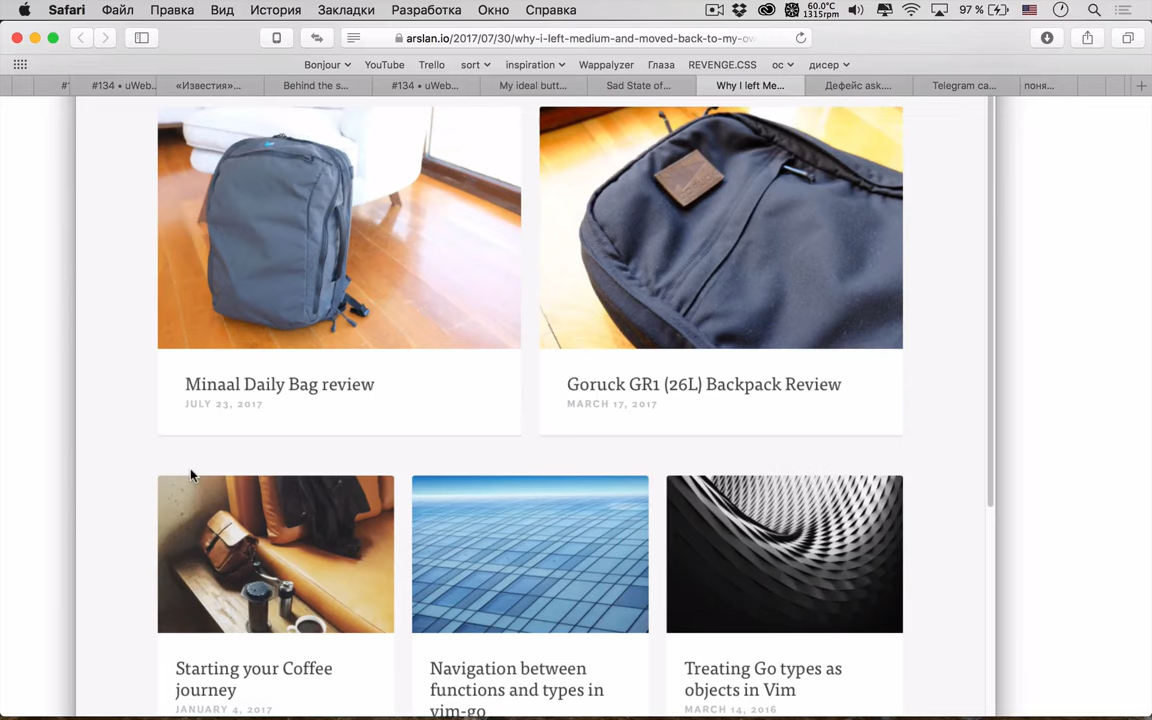 Safari Файл Правка Вид История Закладки Разработка Окно Справка 60.0°C 1315rpm 97 %
arslan.io/2017/07/30/why-i-left-medium-and-moved-back-to-my-ow
Bonjour YouTube Trello sort inspiration Wappalyzer Глаза REVENGE.CSS ос дисер
#1 #134 • uWeb... «Известия»... Behind the s... #134 • uWeb... My ideal butt... Sad State of... Why I left Me... Дефейс ask.... Telegram ca... поня...
Minaal Daily Bag review
JULY 23, 2017
Goruck GR1 (26L) Backpack Review
MARCH 17, 2017
Starting your Coffee
journey
JANUARY 4, 2017
Navigation between
functions and types in
vim-go
Treating Go types as
objects in Vim
MARCH 14, 2016